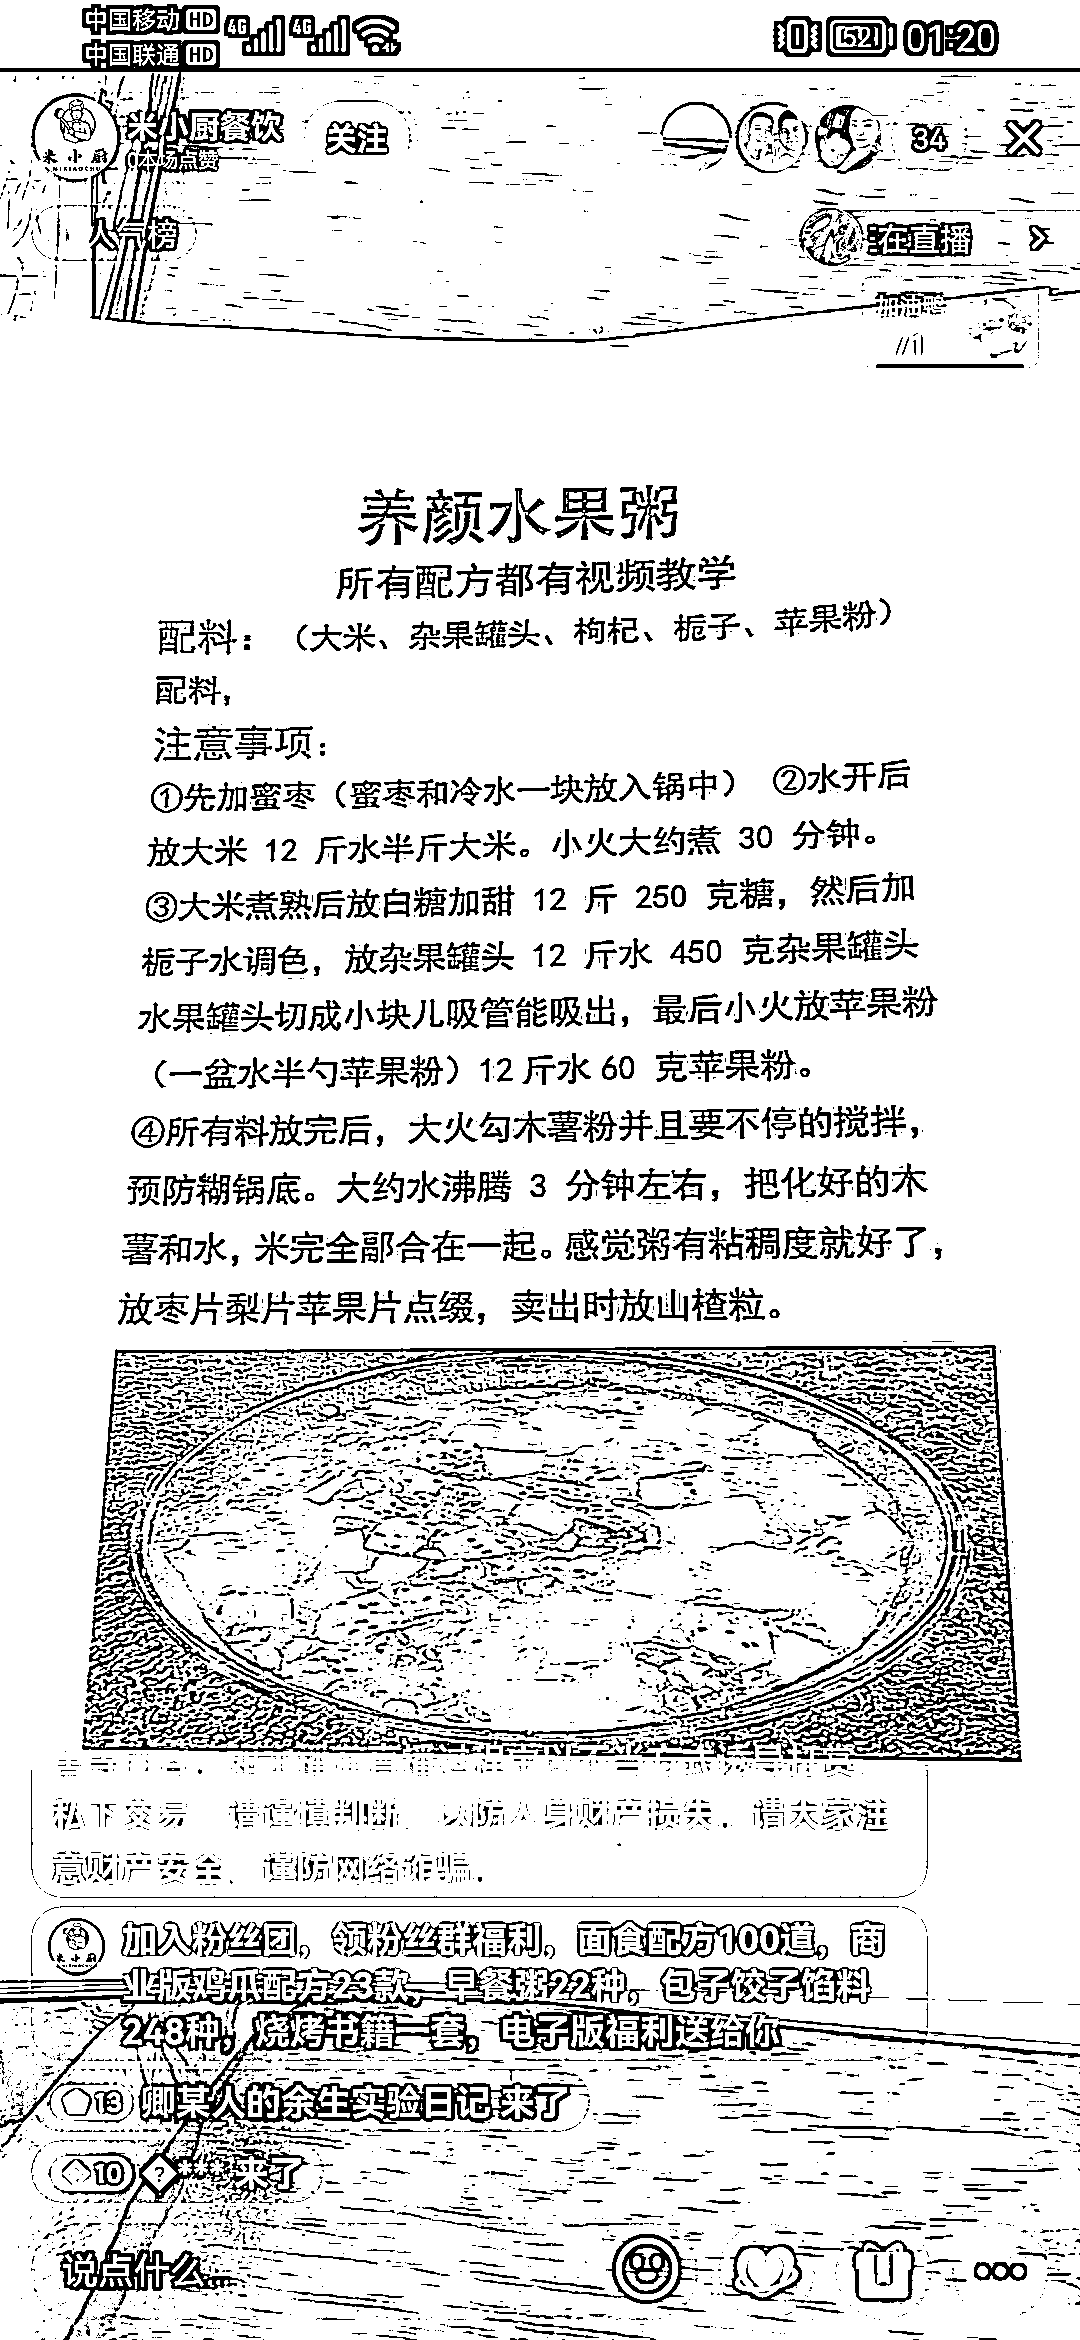 中国移动 HD 4G 4G 52 01:20
中国联通 HD
米小厨餐饮 关注 34
0本场点赞
米小厨
人气榜 在直播
养颜水果粥
所有配方都有视频教学
配料：（大米、杂果罐头、枸杞、栀子、苹果粉）
配料，
注意事项：
①先加蜜枣（蜜枣和冷水一块放入锅中） ②水开后
放大米 12 斤水半斤大米。小火大约煮 30 分钟。
③大米煮熟后放白糖加甜 12 斤 250 克糖，然后加
栀子水调色，放杂果罐头 12 斤水 450 克杂果罐头
水果罐头切成小块儿吸管能吸出，最后小火放苹果粉
（一盆水半勺苹果粉）12斤水60 克苹果粉。
④所有料放完后，大火勾木薯粉并且要不停的搅拌，
预防糊锅底。大约水沸腾 3 分钟左右，把化好的木
薯和水，米完全部合在一起。感觉粥有粘稠度就好了，
放枣片梨片苹果片点缀，卖出时放山楂粒。
私下交易 请谨慎判断，以防人身财产损失，请大家注
意财产安全，谨防网络诈骗.
加入粉丝团，领粉丝群福利，面食配方100道，商
业版鸡爪配方23款，早餐粥22种，包子饺子馅料
248种，烧烤书籍一套，电子版福利送给你
13 卿某人的余生实验日记 来了
10 ?*** 来了
说点什么...